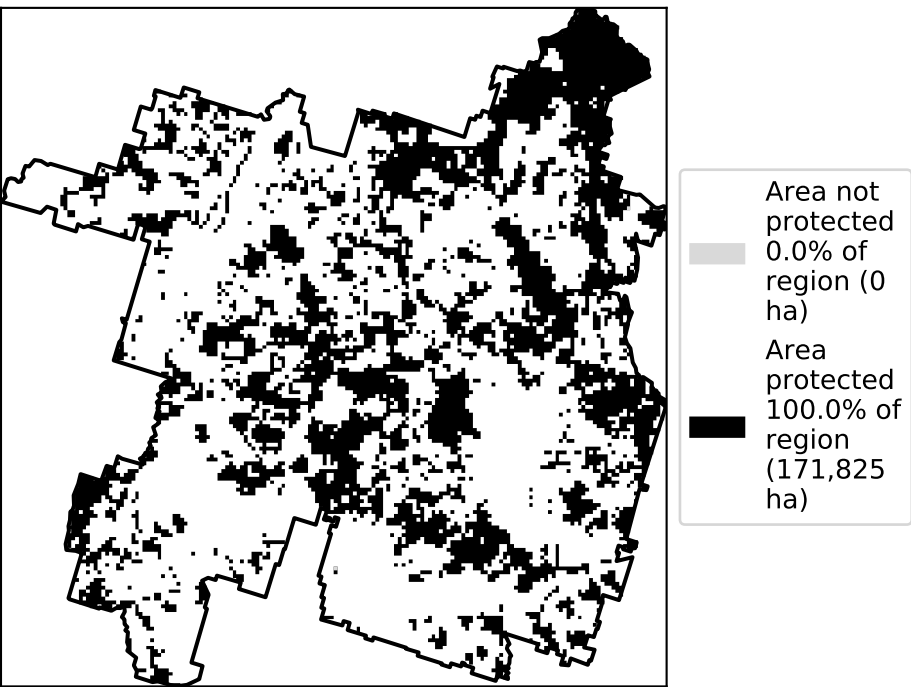 Area not
protected
0.0% of
region (0
ha)
Area
protected
100.0% of
region
(171,825
ha)